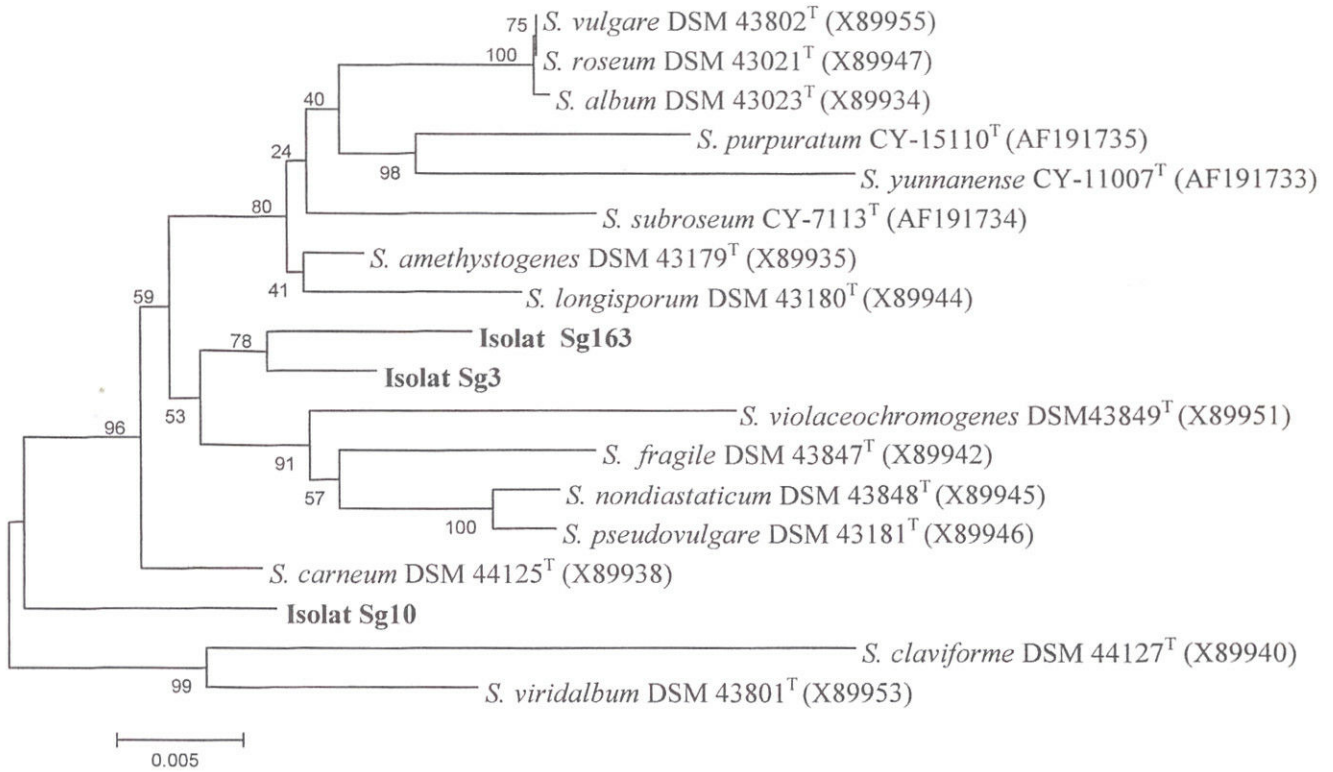 75 S. vulgare DSM 43802ᵀ (X89955)
100 S. roseum DSM 43021ᵀ (X89947)
S. album DSM 43023ᵀ (X89934)
40
S. purpuratum CY-15110ᵀ (AF191735)
24
98 S. yunnanense CY-11007ᵀ (AF191733)
80 S. subroseum CY-7113ᵀ (AF191734)
S. amethystogenes DSM 43179ᵀ (X89935)
41 S. longisporum DSM 43180ᵀ (X89944)
59
78 Isolat Sg163
Isolat Sg3
53 S. violaceochromogenes DSM43849ᵀ (X89951)
96
91 S. fragile DSM 43847ᵀ (X89942)
57 S. nondiastaticum DSM 43848ᵀ (X89945)
100 S. pseudovulgare DSM 43181ᵀ (X89946)
S. carneum DSM 44125ᵀ (X89938)
Isolat Sg10
S. claviforme DSM 44127ᵀ (X89940)
99 S. viridalbum DSM 43801ᵀ (X89953)
0.005